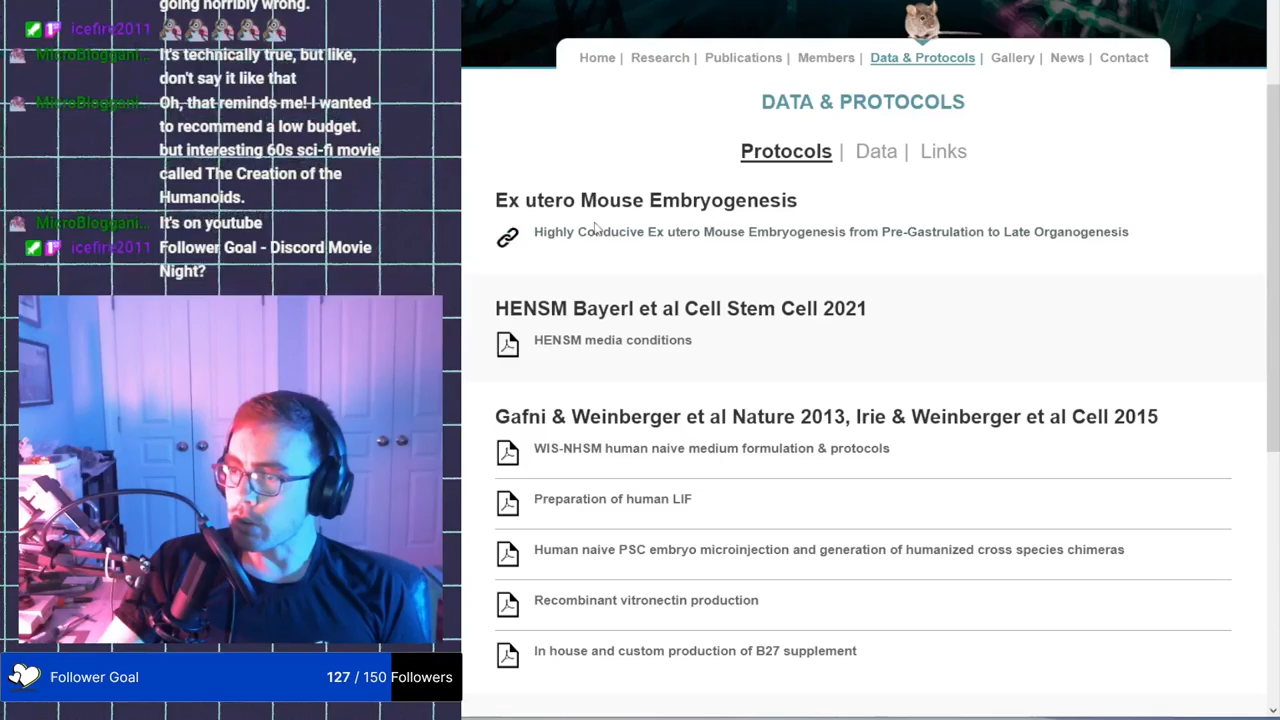 going horribly wrong.
icefire2011
MicroBloggani... It's technically true, but like,
don't say it like that
MicroBloggani... Oh, that reminds me! I wanted
to recommend a low budget.
but interesting 60s sci-fi movie
called The Creation of the
Humanoids.
MicroBloggani... It's on youtube
icefire2011 Follower Goal - Discord Movie
Night?
Follower Goal 127 / 150 Followers
Home | Research | Publications | Members | Data & Protocols | Gallery | News | Contact
DATA & PROTOCOLS
Protocols | Data | Links
Ex utero Mouse Embryogenesis
Highly Conducive Ex utero Mouse Embryogenesis from Pre-Gastrulation to Late Organogenesis
HENSM Bayerl et al Cell Stem Cell 2021
HENSM media conditions
Gafni & Weinberger et al Nature 2013, Irie & Weinberger et al Cell 2015
WIS-NHSM human naive medium formulation & protocols
Preparation of human LIF
Human naive PSC embryo microinjection and generation of humanized cross species chimeras
Recombinant vitronectin production
In house and custom production of B27 supplement